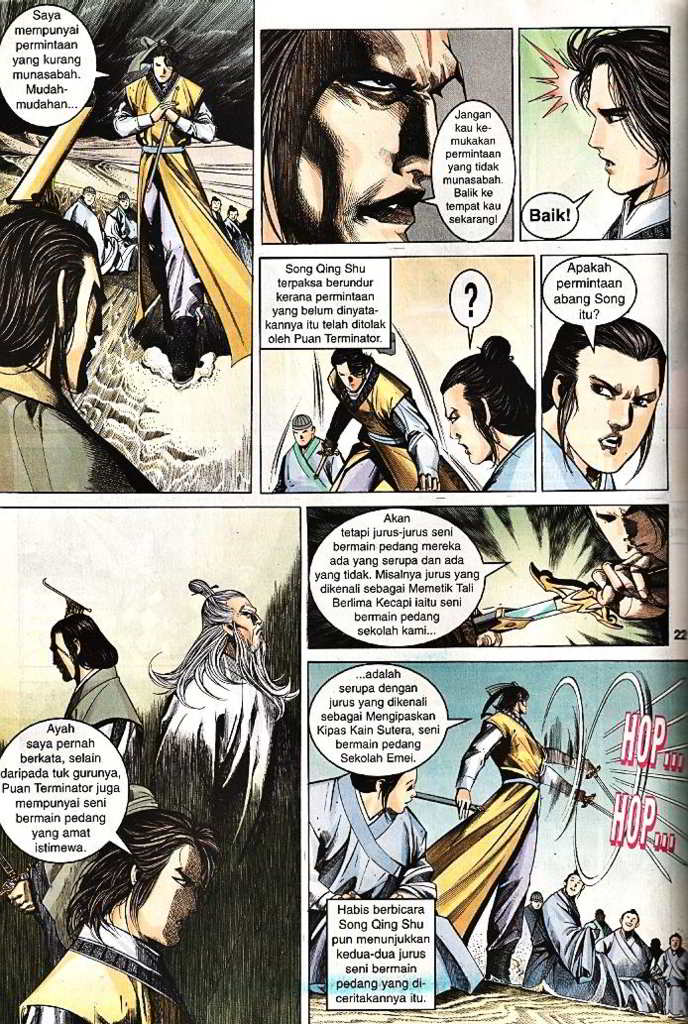 Saya
mempunyai
permintaan
yang kurang
munasabah.
Mudah-
mudahan...
Jangan
kau ke-
mukakan
permintaan
yang tidak
munasabah.
Balik ke
tempat kau
sekarang!
Baik!
Song Qing Shu
terpaksa berundur
kerana permintaan
yang belum dinyata-
kannya itu telah ditolak
oleh Puan Terminator.
?
Apakah
permintaan
abang Song
itu?
Ayah
saya pernah
berkata, selain
daripada tuk gurunya,
Puan Terminator juga
mempunyai seni
bermain pedang
yang amat
istimewa.
Akan
tetapi jurus-jurus seni
bermain pedang mereka
ada yang serupa dan ada
yang tidak. Misalnya jurus yang
dikenali sebagai Memetik Tali
Berlima Kecapi iaitu seni
bermain pedang
sekolah kami...
22
...adalah
serupa dengan
jurus yang dikenali
sebagai Mengipaskan
Kipas Kain Sutera, seni
bermain pedang
Sekolah Emei.
HOP...
HOP...
Habis berbicara
Song Qing Shu
pun menunjukkan
kedua-dua jurus
seni bermain
pedang yang di-
ceritakannya itu.